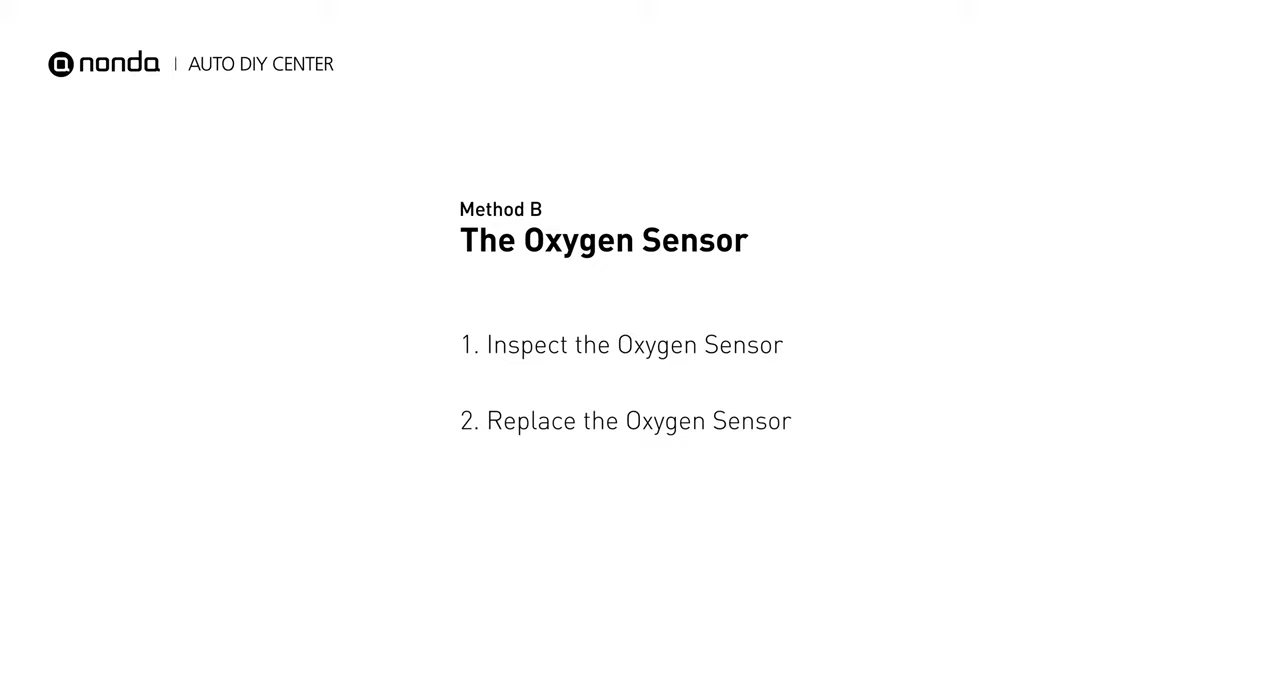 nonda | AUTO DIY CENTER
Method B
The Oxygen Sensor
1. Inspect the Oxygen Sensor
2. Replace the Oxygen Sensor